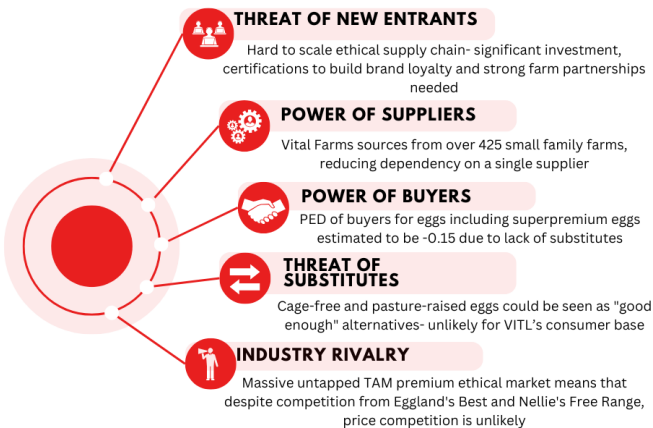 THREAT OF NEW ENTRANTS
Hard to scale ethical supply chain- significant investment,
certifications to build brand loyalty and strong farm partnerships
needed
POWER OF SUPPLIERS
Vital Farms sources from over 425 small family farms,
reducing dependency on a single supplier
POWER OF BUYERS
PED of buyers for eggs including superpremium eggs
estimated to be -0.15 due to lack of substitutes
THREAT OF
SUBSTITUTES
Cage-free and pasture-raised eggs could be seen as "good
enough" alternatives- unlikely for VITL’s consumer base
INDUSTRY RIVALRY
Massive untapped TAM premium ethical market means that
despite competition from Eggland's Best and Nellie's Free Range,
price competition is unlikely